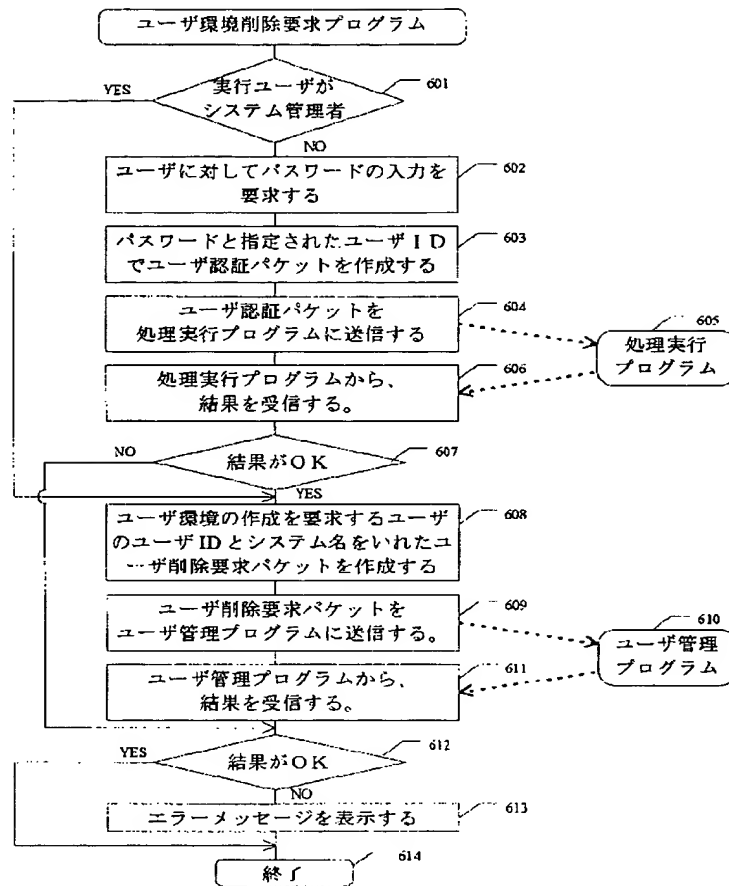 ユーザ環境削除要求プログラム
YES
実行ユーザが
システム管理者
601
NO
ユーザに対してパスワードの入力を
要求する
602
パスワードと指定されたユーザID
でユーザ認証パケットを作成する
603
ユーザ認証パケットを
処理実行プログラムに送信する
604
605
処理実行
プログラム
処理実行プログラムから、
結果を受信する。
606
NO
結果がOK
607
YES
ユーザ環境の作成を要求するユーザ
のユーザIDとシステム名をいれたユ
ーザ削除要求パケットを作成する
608
ユーザ削除要求パケットを
ユーザ管理プログラムに送信する。
609
610
ユーザ管理
プログラム
ユーザ管理プログラムから、
結果を受信する。
611
YES
結果がOK
612
NO
エラーメッセージを表示する
613
終了
614